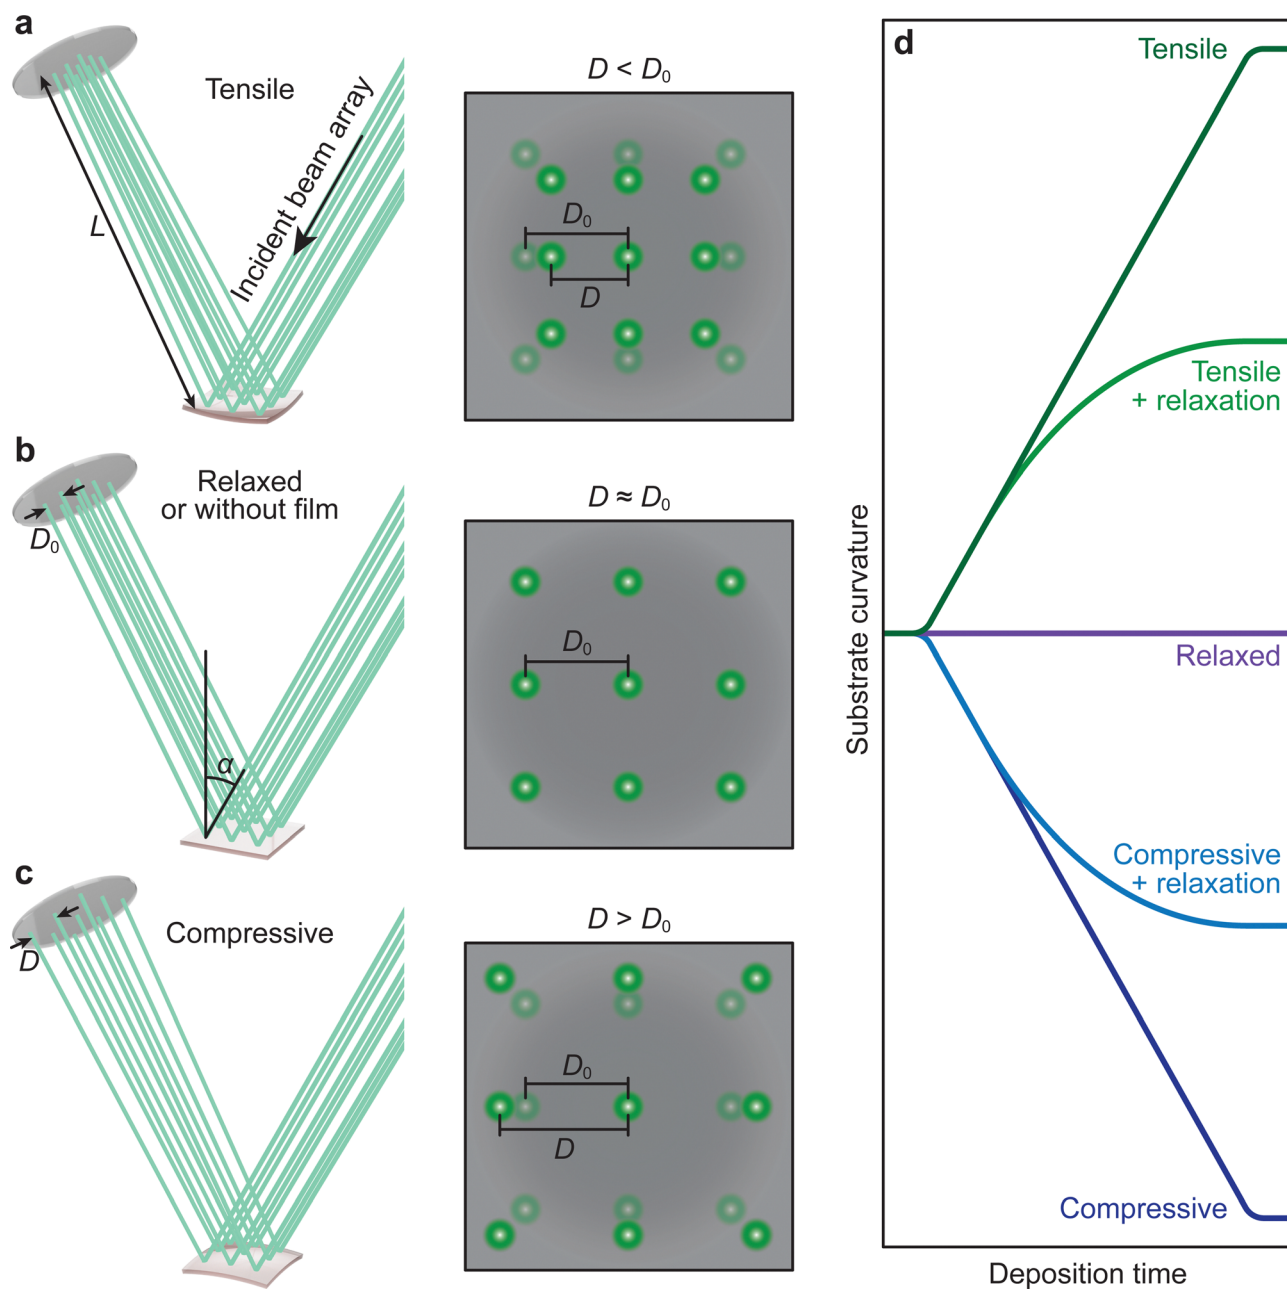 a
Tensile
L
Incident beam array
D < D₀
D₀
D
b
Relaxed
or without film
D₀
α
D ≈ D₀
D₀
c
Compressive
D
D > D₀
D₀
D
d
Tensile
Tensile
+ relaxation
Relaxed
Compressive
+ relaxation
Compressive
Substrate curvature
Deposition time